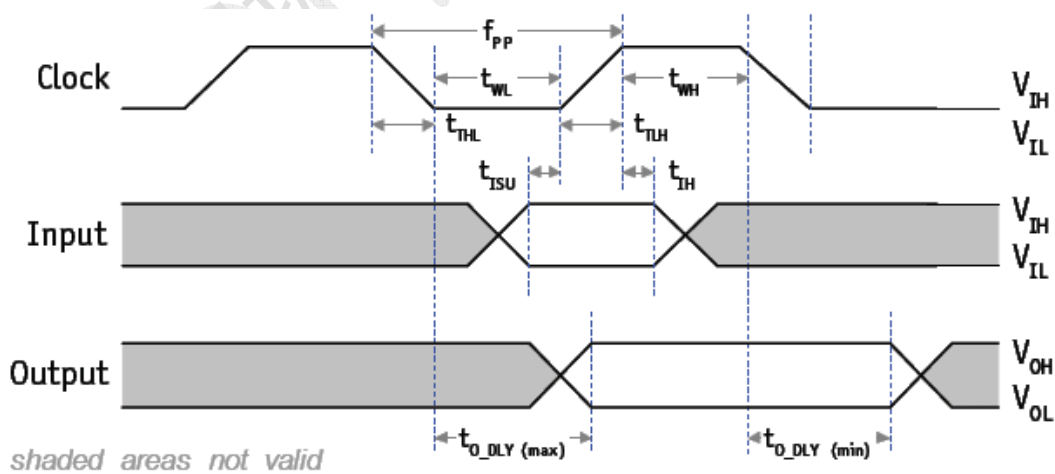 f_PP
Clock
t_WL
t_WH
V_IH
t_THL
t_TLH
V_IL
t_ISU
t_IH
Input
V_IH
V_IL
Output
V_OH
V_OL
t_O_DLY (max)
t_O_DLY (min)
shaded areas not valid